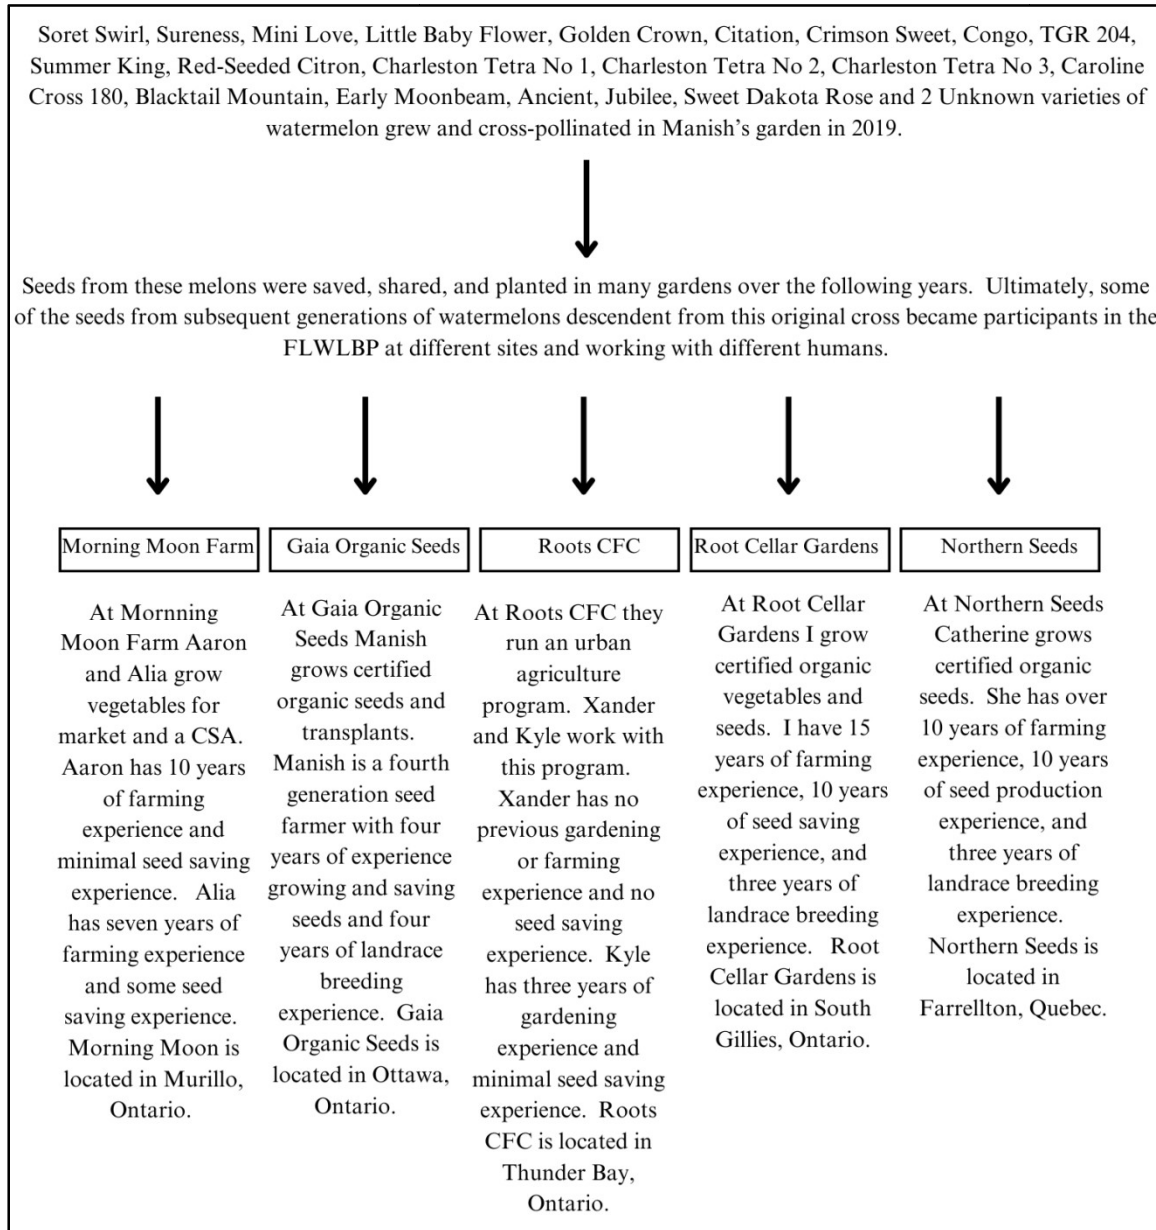 Soret Swirl, Sureness, Mini Love, Little Baby Flower, Golden Crown, Citation, Crimson Sweet, Congo, TGR 204,
Summer King, Red-Seeded Citron, Charleston Tetra No 1, Charleston Tetra No 2, Charleston Tetra No 3, Caroline
Cross 180, Blacktail Mountain, Early Moonbeam, Ancient, Jubilee, Sweet Dakota Rose and 2 Unknown varieties of
watermelon grew and cross-pollinated in Manish’s garden in 2019.
Seeds from these melons were saved, shared, and planted in many gardens over the following years.  Ultimately, some
of the seeds from subsequent generations of watermelons descendent from this original cross became participants in the
FLWLBP at different sites and working with different humans.
Morning Moon Farm
At Mornning
Moon Farm Aaron
and Alia grow
vegetables for
market and a CSA.
Aaron has 10 years
of farming
experience and
minimal seed saving
experience.  Alia
has seven years of
farming experience
and some seed
saving experience.
Morning Moon is
located in Murillo,
Ontario.
Gaia Organic Seeds
At Gaia Organic
Seeds Manish
grows certified
organic seeds and
transplants.
Manish is a fourth
generation seed
farmer with four
years of experience
growing and saving
seeds and four
years of landrace
breeding
experience.  Gaia
Organic Seeds is
located in Ottawa,
Ontario.
Roots CFC
At Roots CFC they
run an urban
agriculture
program.  Xander
and Kyle work with
this program.
Xander has no
previous gardening
or farming
experience and no
seed saving
experience.  Kyle
has three years of
gardening
experience and
minimal seed saving
experience.  Roots
CFC is located in
Thunder Bay,
Ontario.
Root Cellar Gardens
At Root Cellar
Gardens I grow
certified organic
vegetables and
seeds.  I have 15
years of farming
experience, 10 years
of seed saving
experience, and
three years of
landrace breeding
experience.  Root
Cellar Gardens is
located in South
Gillies, Ontario.
Northern Seeds
At Northern Seeds
Catherine grows
certified organic
seeds.  She has over
10 years of farming
experience, 10 years
of seed production
experience, and
three years of
landrace breeding
experience.
Northern Seeds is
located in
Farrellton, Quebec.